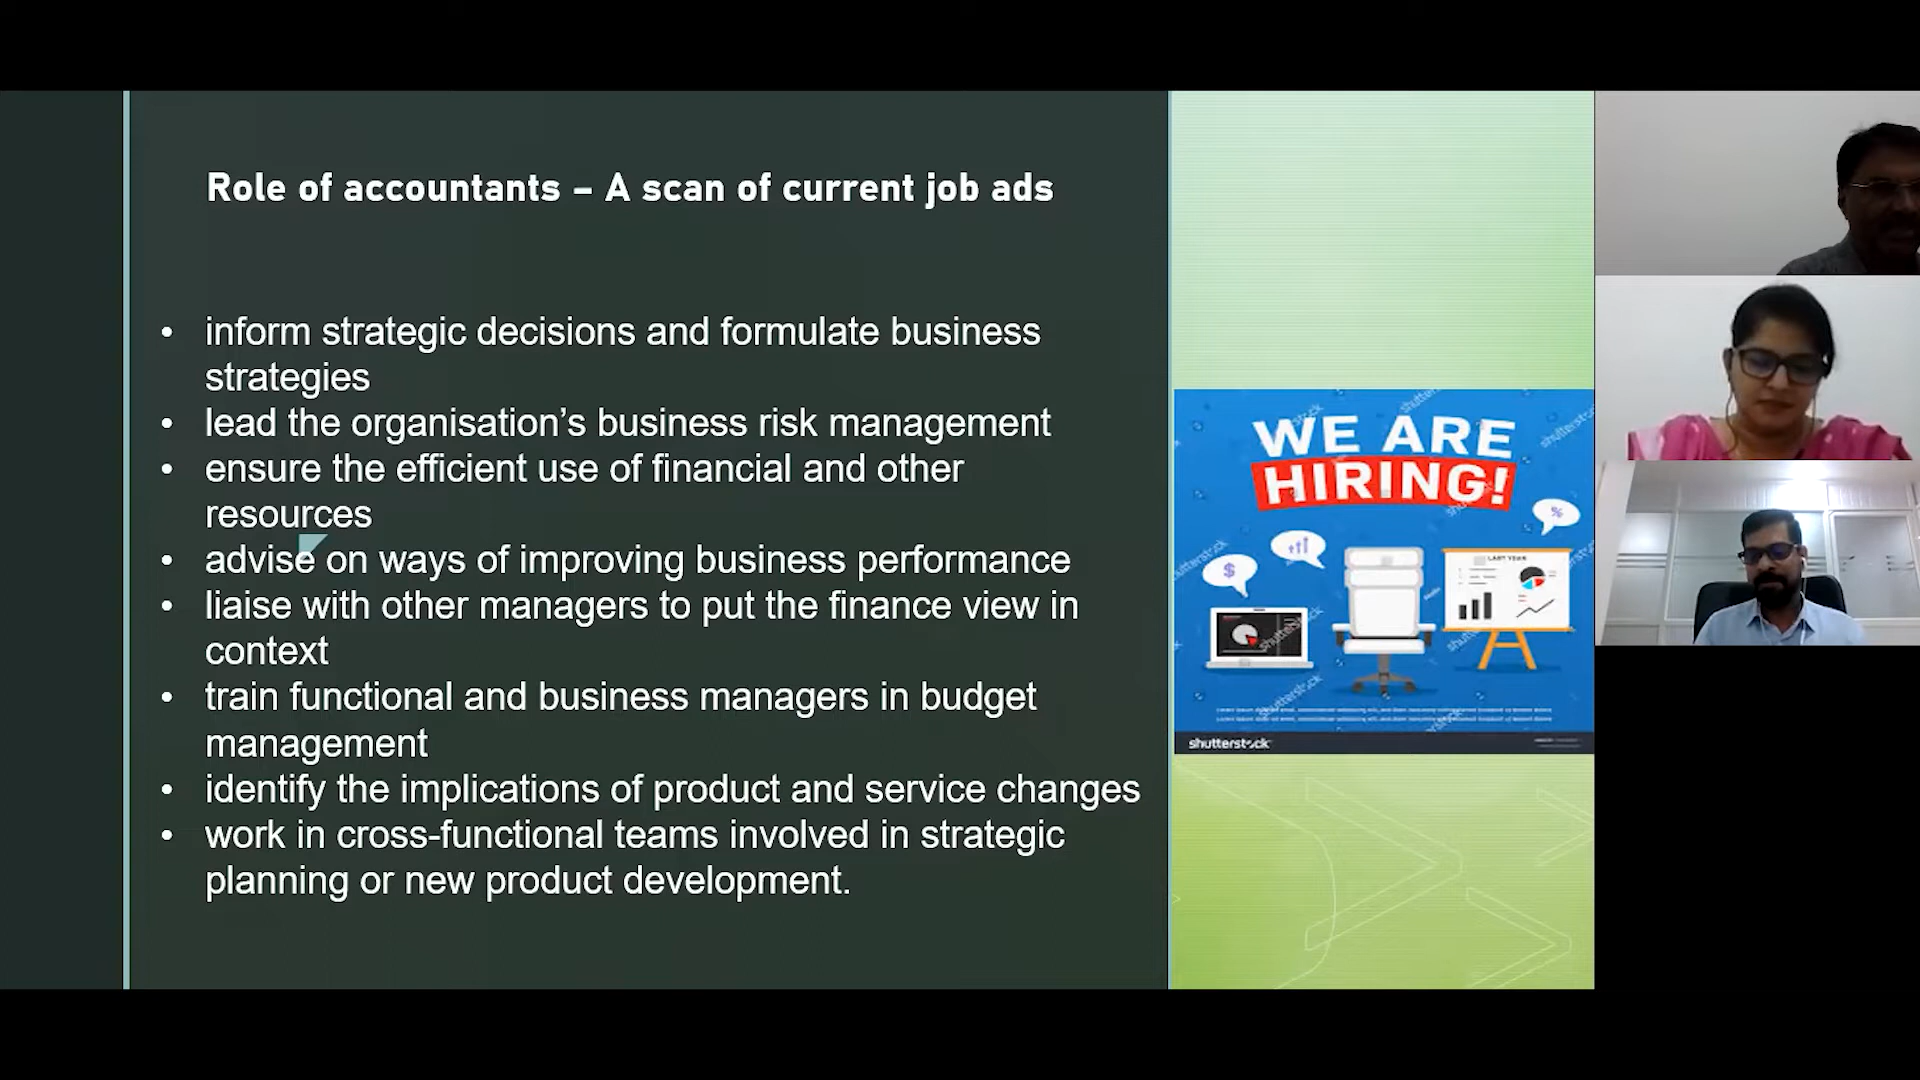 Role of accountants – A scan of current job ads
• inform strategic decisions and formulate business
strategies
• lead the organisation’s business risk management
• ensure the efficient use of financial and other
resources
• advise on ways of improving business performance
• liaise with other managers to put the finance view in
context
• train functional and business managers in budget
management
• identify the implications of product and service changes
• work in cross-functional teams involved in strategic
planning or new product development.
WE ARE
HIRING!
$
%
LAST YEAR
shutterstock